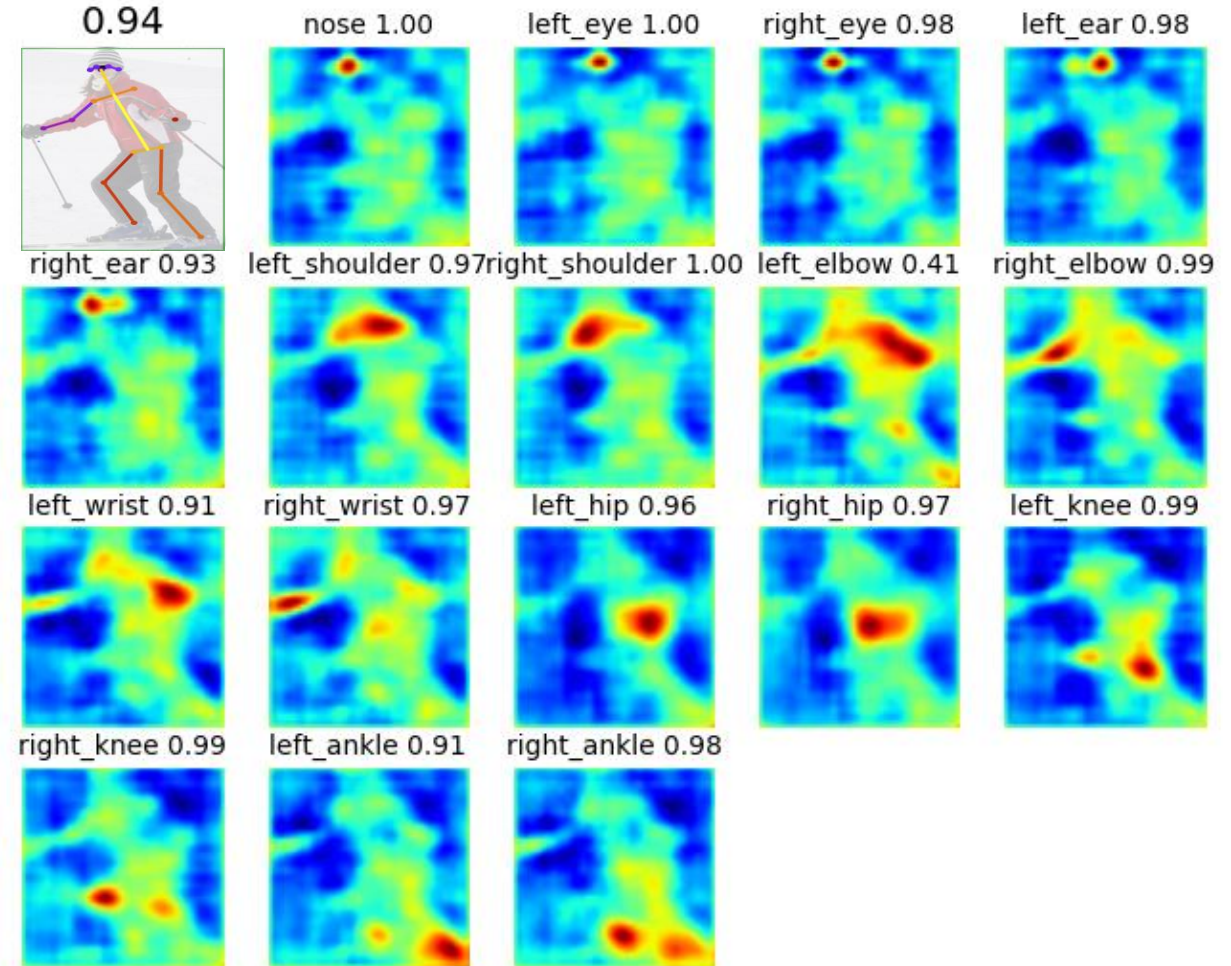 0.94 nose 1.00 left_eye 1.00 right_eye 0.98 left_ear 0.98
right_ear 0.93 left_shoulder 0.97 right_shoulder 1.00 left_elbow 0.41 right_elbow 0.99
left_wrist 0.91 right_wrist 0.97 left_hip 0.96 right_hip 0.97 left_knee 0.99
right_knee 0.99 left_ankle 0.91 right_ankle 0.98